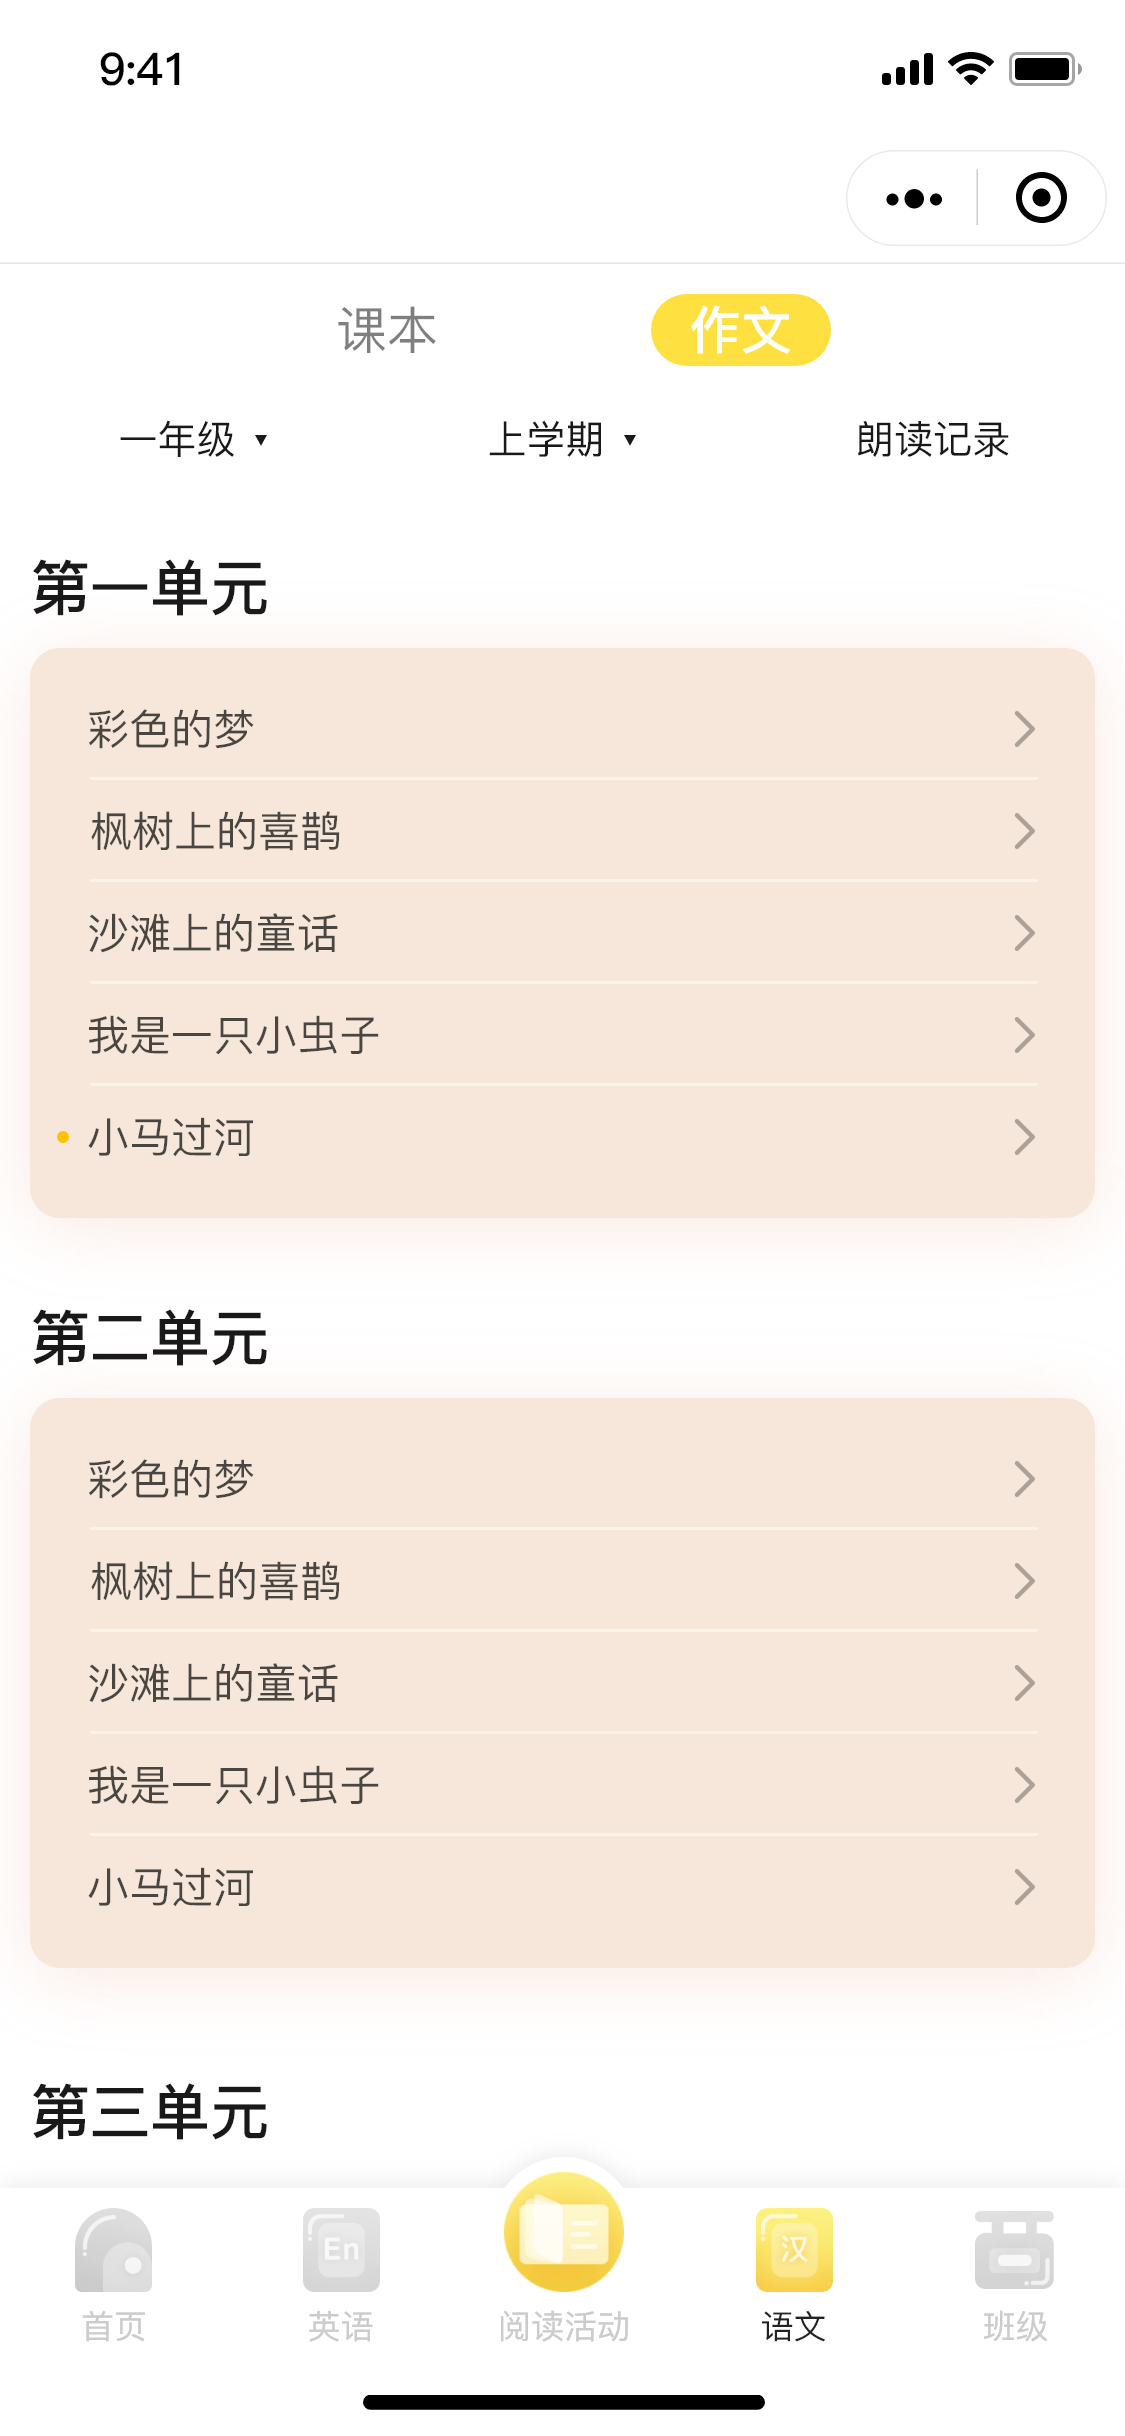 9:41
课本 作文
一年级 ▾ 上学期 ▾ 朗读记录
第一单元
彩色的梦
枫树上的喜鹊
沙滩上的童话
我是一只小虫子
小马过河
第二单元
彩色的梦
枫树上的喜鹊
沙滩上的童话
我是一只小虫子
小马过河
第三单元
En 汉
首页 英语 阅读活动 语文 班级